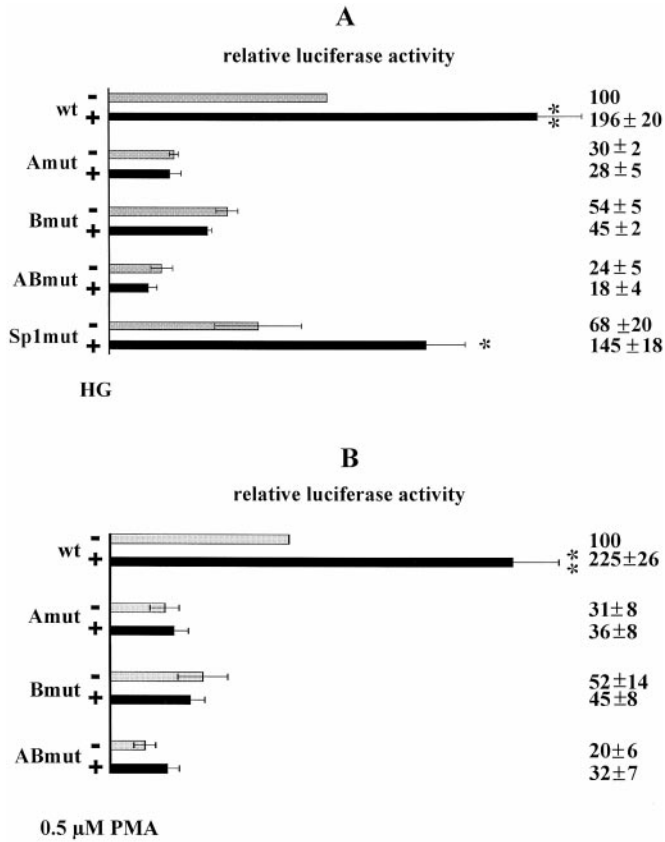 A
relative luciferase activity
wt - 100
+ ** 196±20
Amut - 30±2
+ 28±5
Bmut - 54±5
+ 45±2
ABmut - 24±5
+ 18±4
Sp1mut - 68±20
+ * 145±18
HG
B
relative luciferase activity
wt - 100
+ ** 225±26
Amut - 31±8
+ 36±8
Bmut - 52±14
+ 45±8
ABmut - 20±6
+ 32±7
0.5 µM PMA